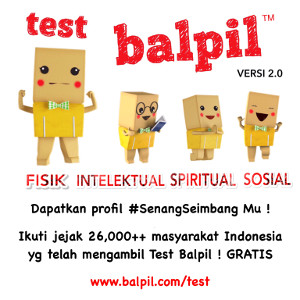 test balpil™
VERSI 2.0
FISIK INTELEKTUAL SPIRITUAL SOSIAL
Dapatkan profil #SenangSeimbang Mu !
Ikuti jejak 26,000++ masyarakat Indonesia
yg telah mengambil Test Balpil ! GRATIS
www.balpil.com/test